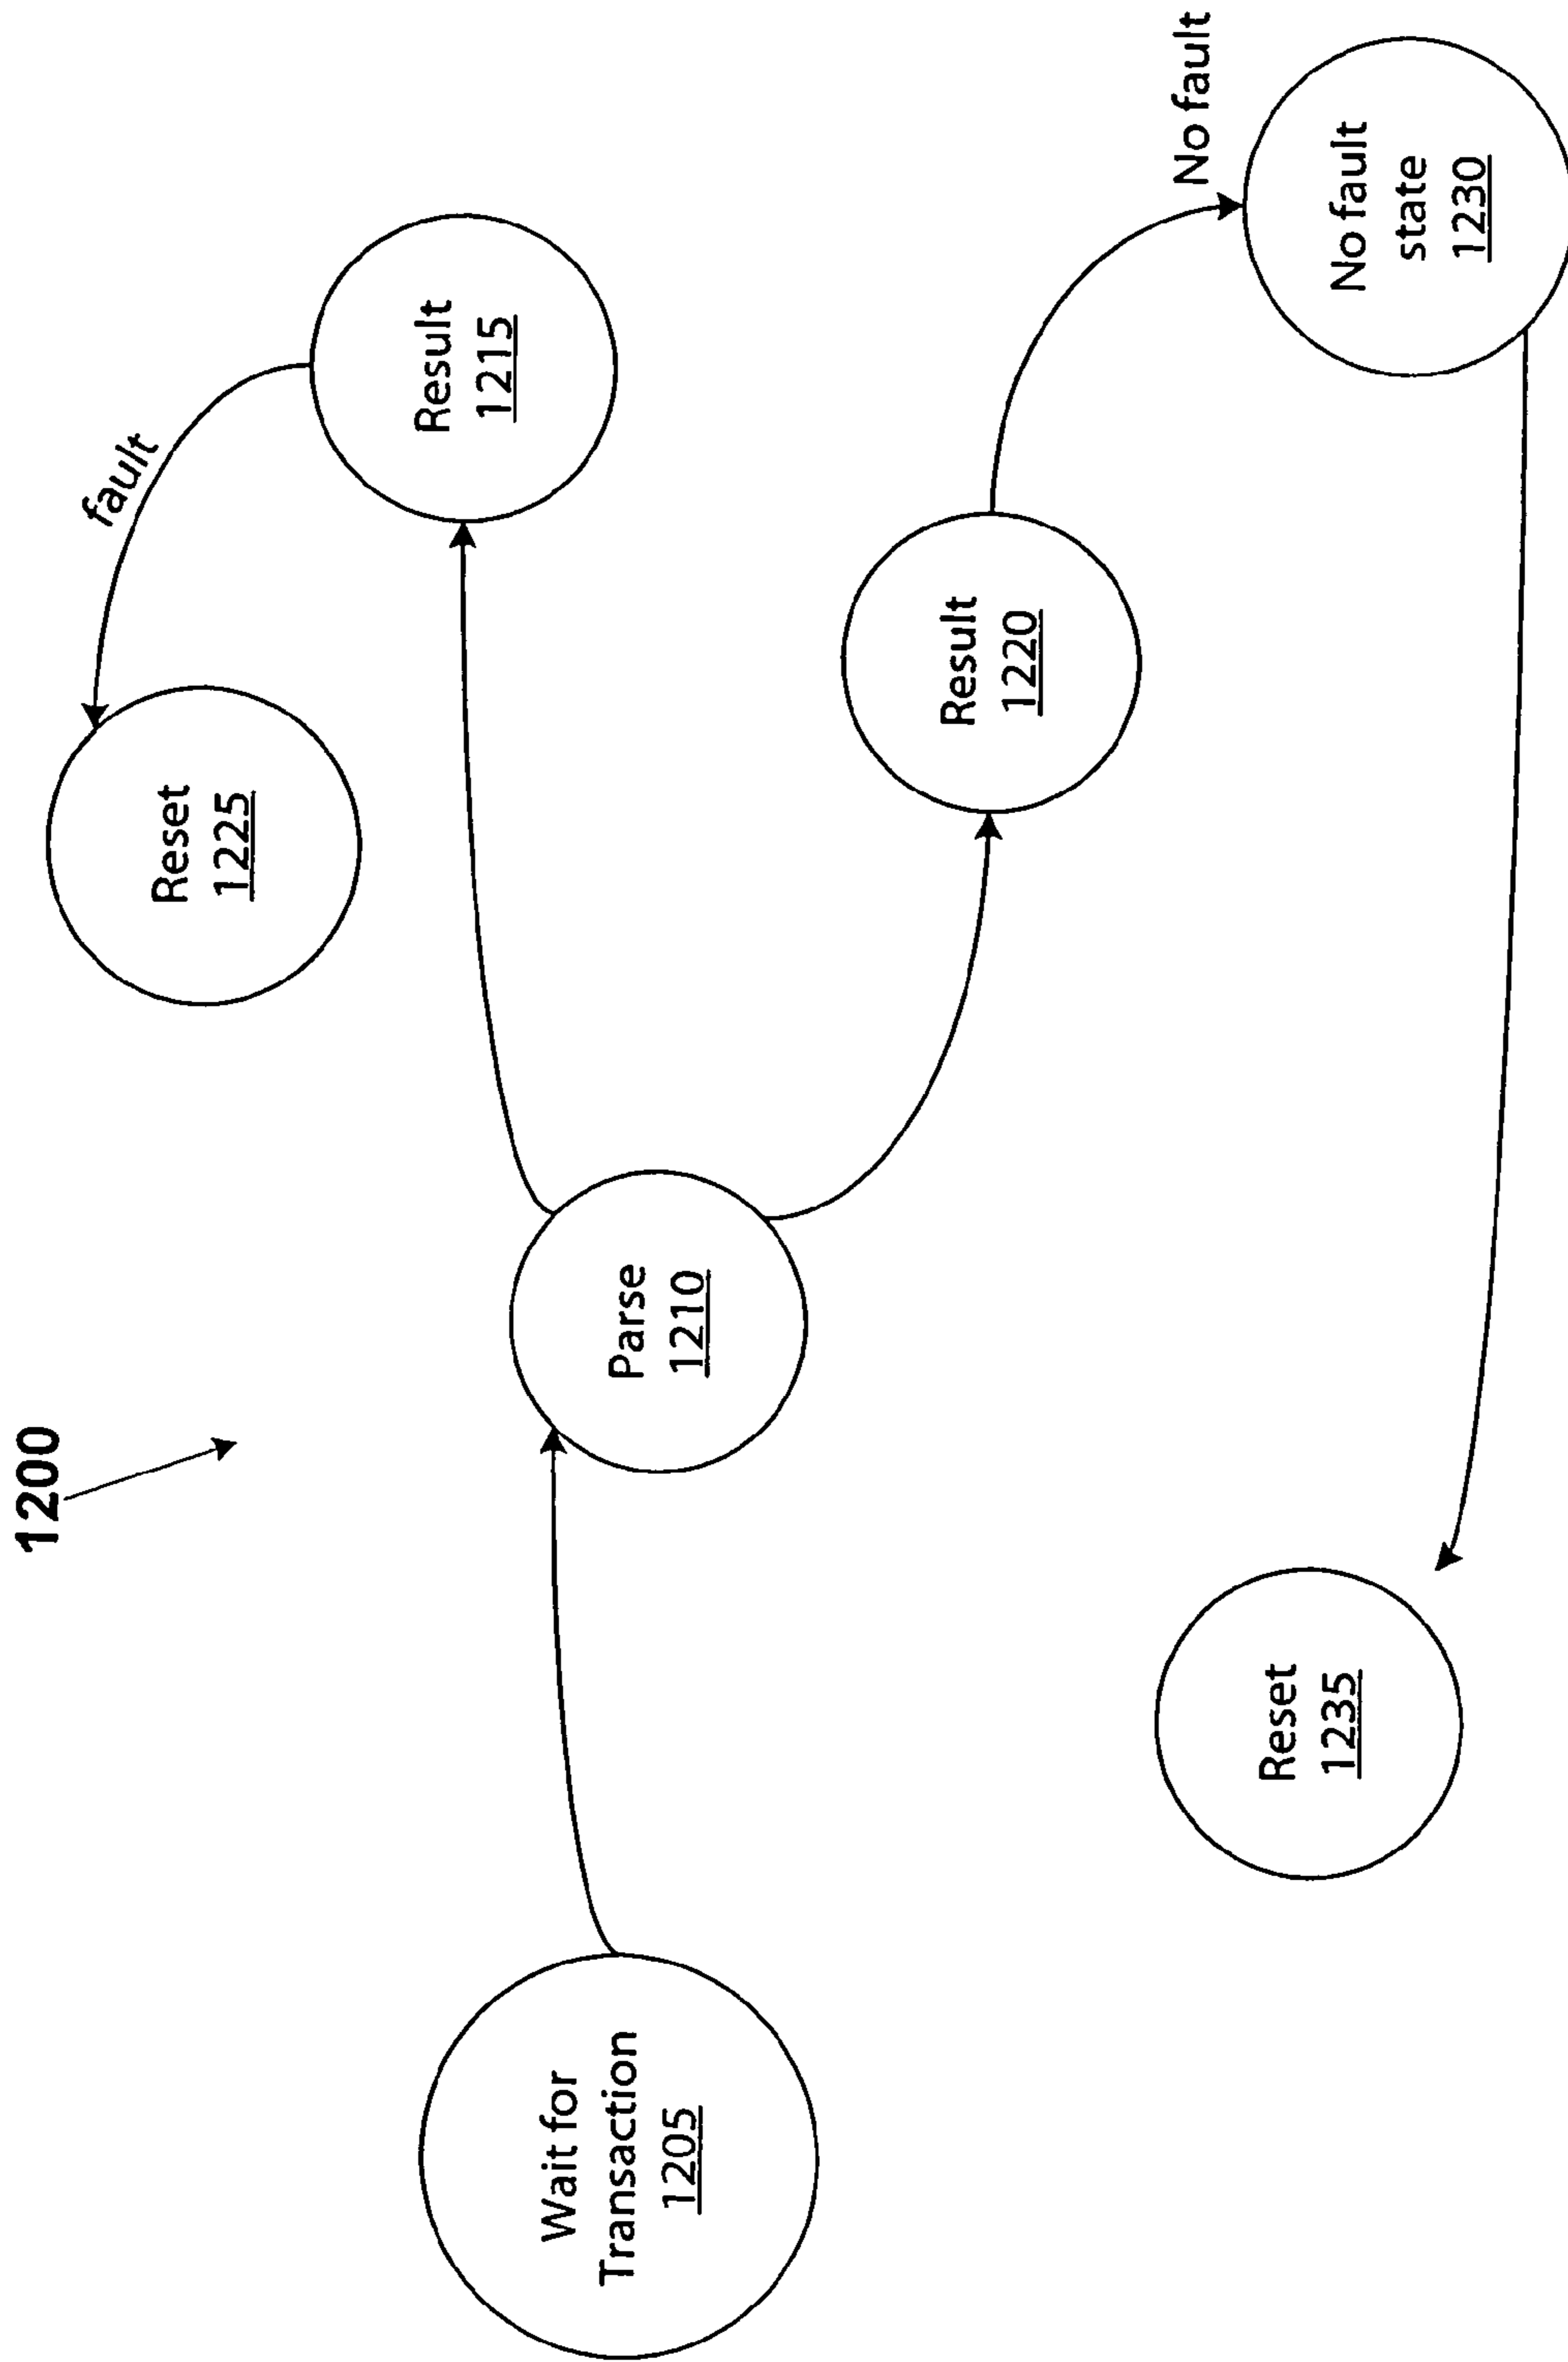 1200
Wait for
Transaction
1205
Parse
1210
Result
1215
fault
Reset
1225
Result
1220
No fault
No fault
state
1230
Reset
1235